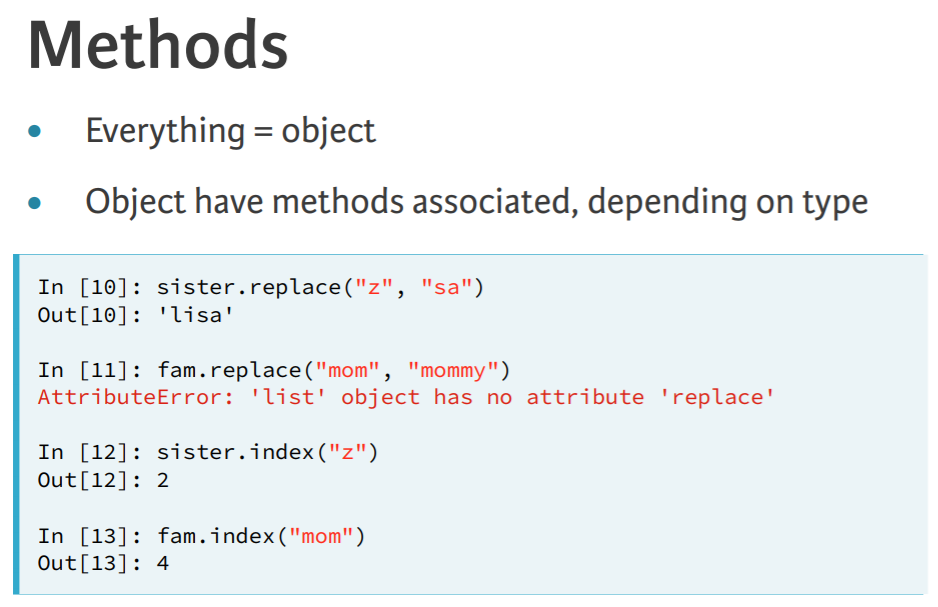 Methods
• Everything = object
• Object have methods associated, depending on type
In [10]: sister.replace("z", "sa")
Out[10]: 'lisa'
In [11]: fam.replace("mom", "mommy")
AttributeError: 'list' object has no attribute 'replace'
In [12]: sister.index("z")
Out[12]: 2
In [13]: fam.index("mom")
Out[13]: 4